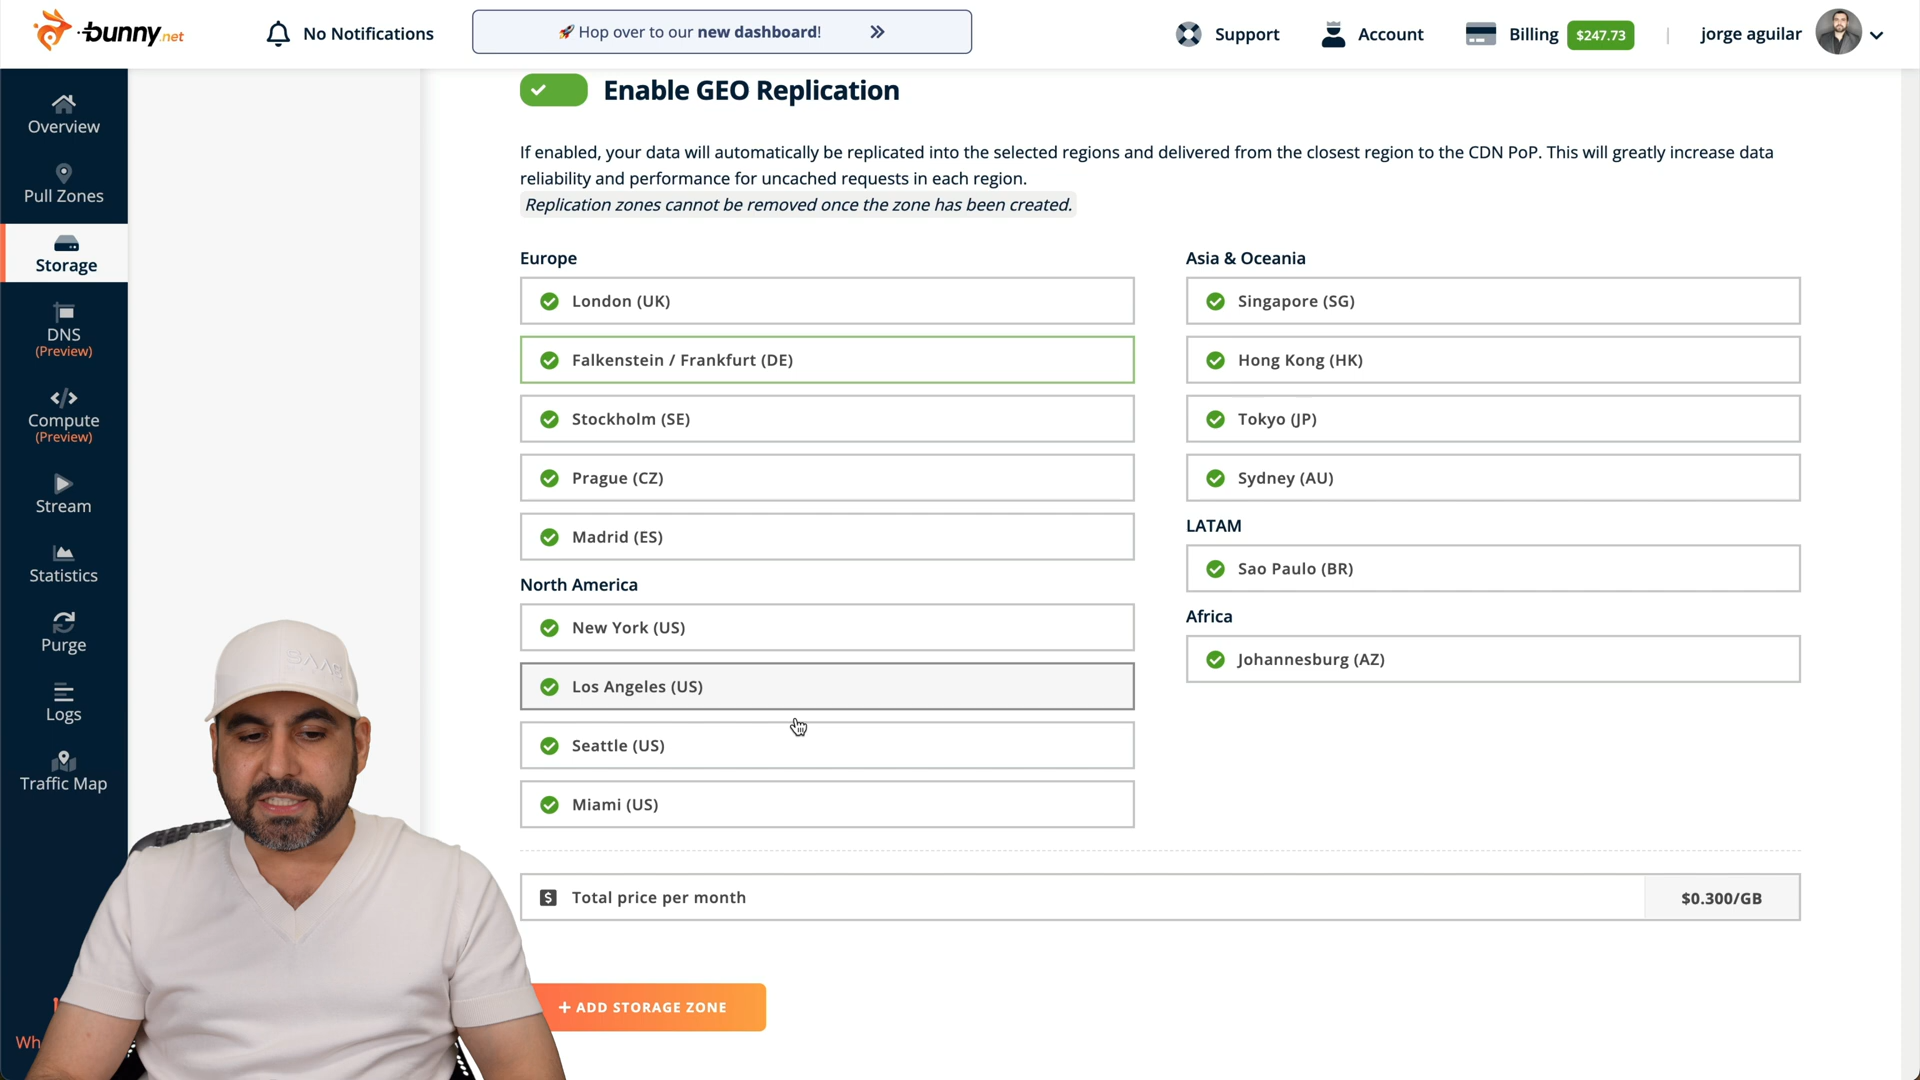 bunny.net
No Notifications
🚀 Hop over to our new dashboard!
Support
Account
Billing
$247.73
jorge aguilar
Overview
Pull Zones
Storage
DNS
(Preview)
Compute
(Preview)
Stream
Statistics
Purge
Logs
Traffic Map
Enable GEO Replication
If enabled, your data will automatically be replicated into the selected regions and delivered from the closest region to the CDN PoP. This will greatly increase data
reliability and performance for uncached requests in each region.
Replication zones cannot be removed once the zone has been created.
Europe
London (UK)
Falkenstein / Frankfurt (DE)
Stockholm (SE)
Prague (CZ)
Madrid (ES)
North America
New York (US)
Los Angeles (US)
Seattle (US)
Miami (US)
Asia & Oceania
Singapore (SG)
Hong Kong (HK)
Tokyo (JP)
Sydney (AU)
LATAM
Sao Paulo (BR)
Africa
Johannesburg (AZ)
Total price per month
$0.300/GB
+ ADD STORAGE ZONE